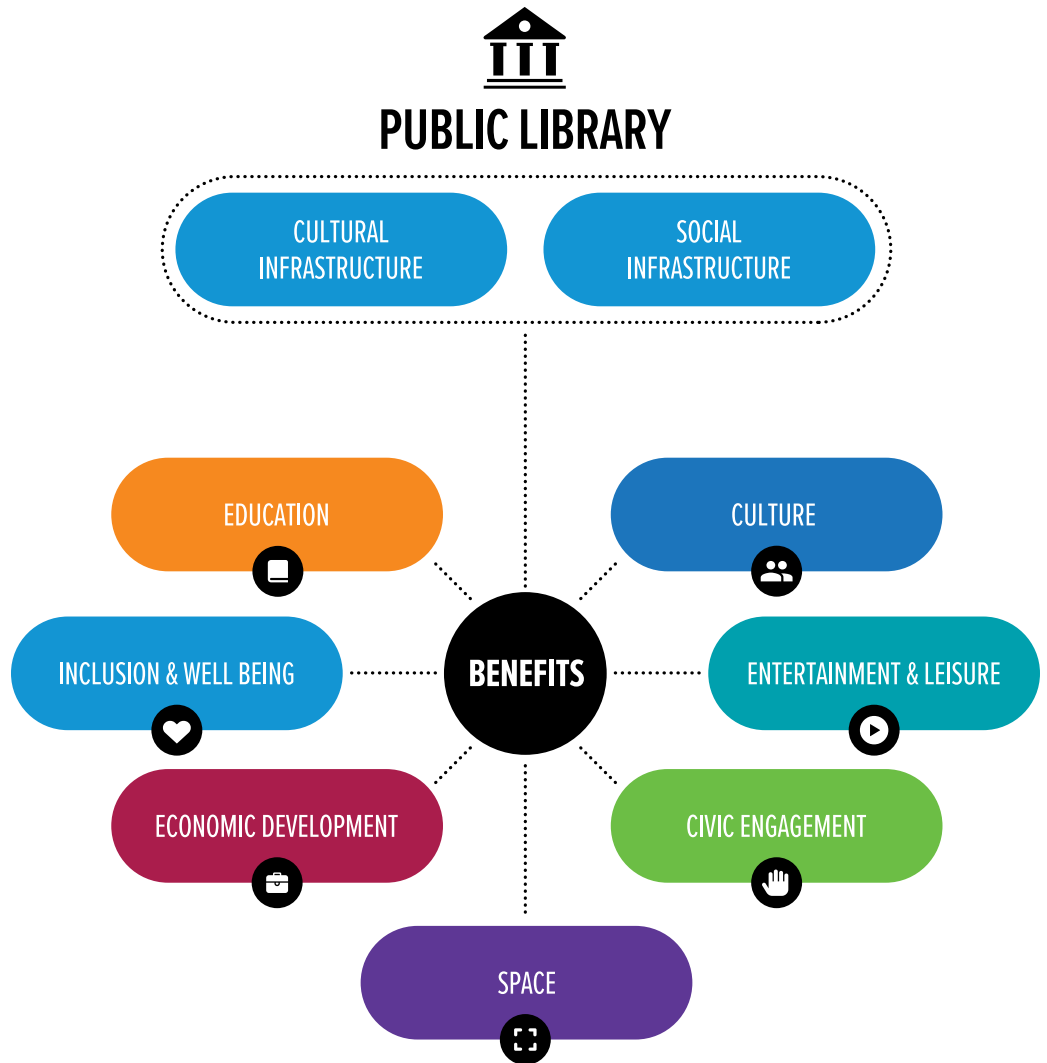 PUBLIC LIBRARY
CULTURAL
INFRASTRUCTURE
SOCIAL
INFRASTRUCTURE
EDUCATION
CULTURE
INCLUSION & WELL BEING
BENEFITS
ENTERTAINMENT & LEISURE
ECONOMIC DEVELOPMENT
CIVIC ENGAGEMENT
SPACE